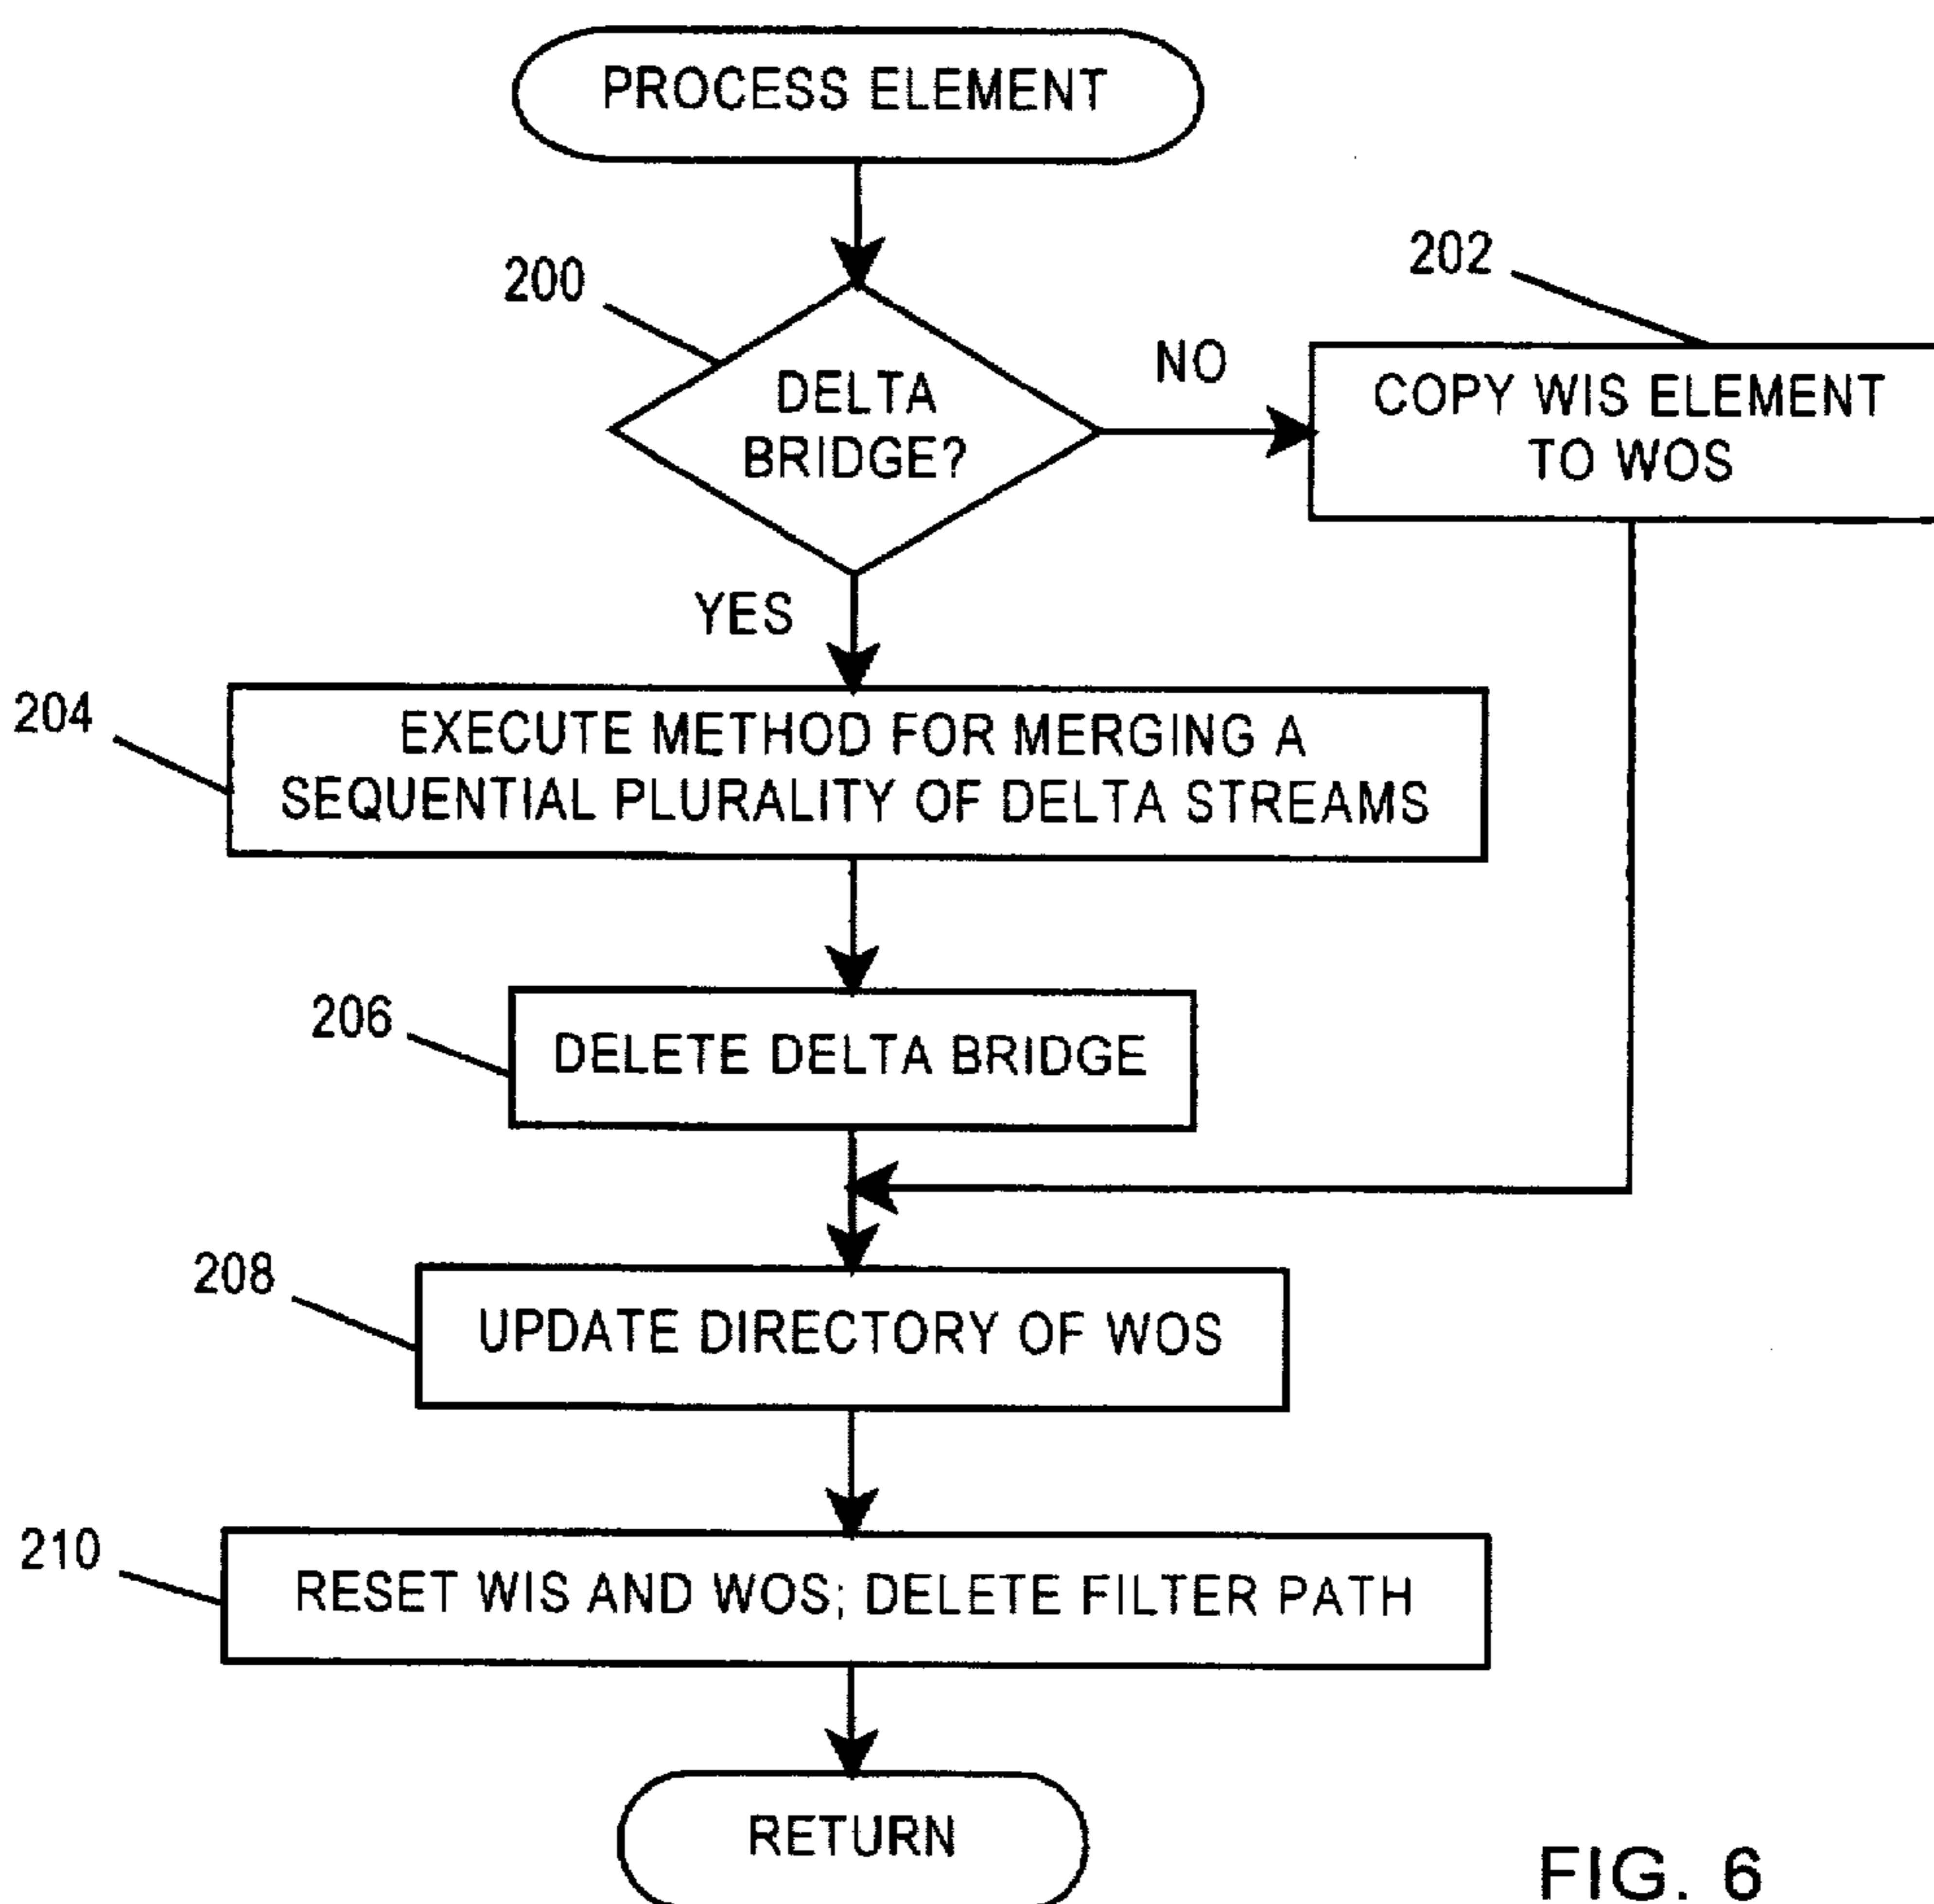 PROCESS ELEMENT
200
DELTA
BRIDGE?
NO
202
COPY WIS ELEMENT
TO WOS
YES
204
EXECUTE METHOD FOR MERGING A
SEQUENTIAL PLURALITY OF DELTA STREAMS
206
DELETE DELTA BRIDGE
208
UPDATE DIRECTORY OF WOS
210
RESET WIS AND WOS; DELETE FILTER PATH
RETURN
FIG. 6